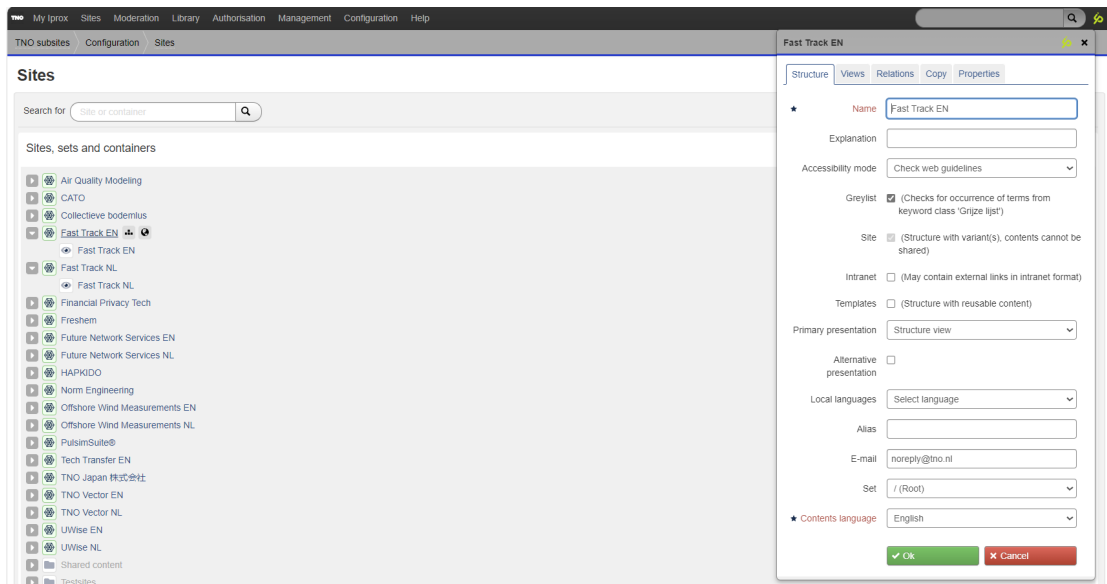 TNO My Iprox Sites Moderation Library Authorisation Management Configuration Help
TNO subsites Configuration Sites
Sites
Search for Site or container
Sites, sets and containers
Air Quality Modeling
CATO
Collectieve bodemlus
Fast Track EN
Fast Track EN
Fast Track NL
Fast Track NL
Financial Privacy Tech
Freshem
Future Network Services EN
Future Network Services NL
HAPKIDO
Norm Engineering
Offshore Wind Measurements EN
Offshore Wind Measurements NL
PulsimSuite®
Tech Transfer EN
TNO Japan 株式会社
TNO Vector EN
TNO Vector NL
UWise EN
UWise NL
Shared content
Testsites
Fast Track EN
Structure Views Relations Copy Properties
Name Fast Track EN
Explanation
Accessibility mode Check web guidelines
Greylist (Checks for occurrence of terms from
keyword class 'Grijze lijst')
Site (Structure with variant(s), contents cannot be
shared)
Intranet (May contain external links in intranet format)
Templates (Structure with reusable content)
Primary presentation Structure view
Alternative
presentation
Local languages Select language
Alias
E-mail noreply@tno.nl
Set / (Root)
Contents language English
Ok Cancel